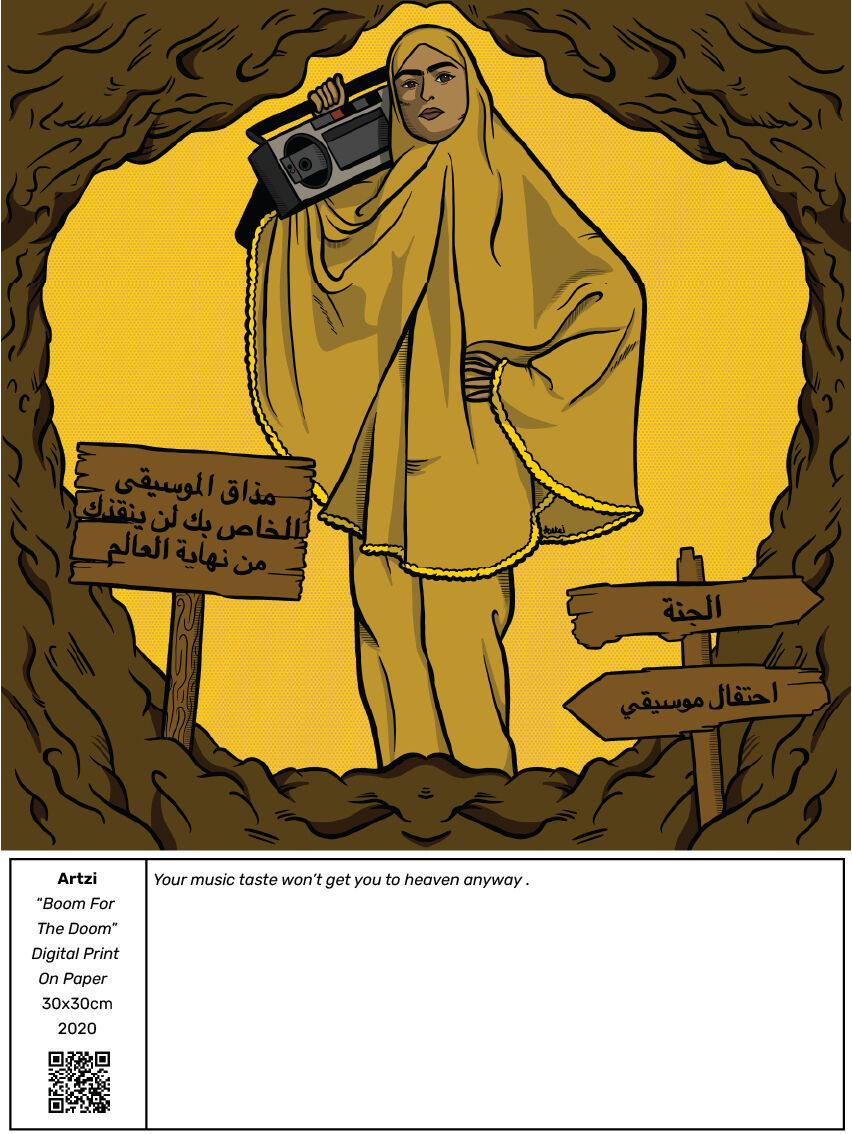 مذاق الموسيقى
الخاص بك لن ينقذك
من نهاية العالم
Artzi
الجنة
احتفال موسيقي
Artzi
“Boom For
The Doom”
Digital Print
On Paper
30x30cm
2020
Your music taste won’t get you to heaven anyway .